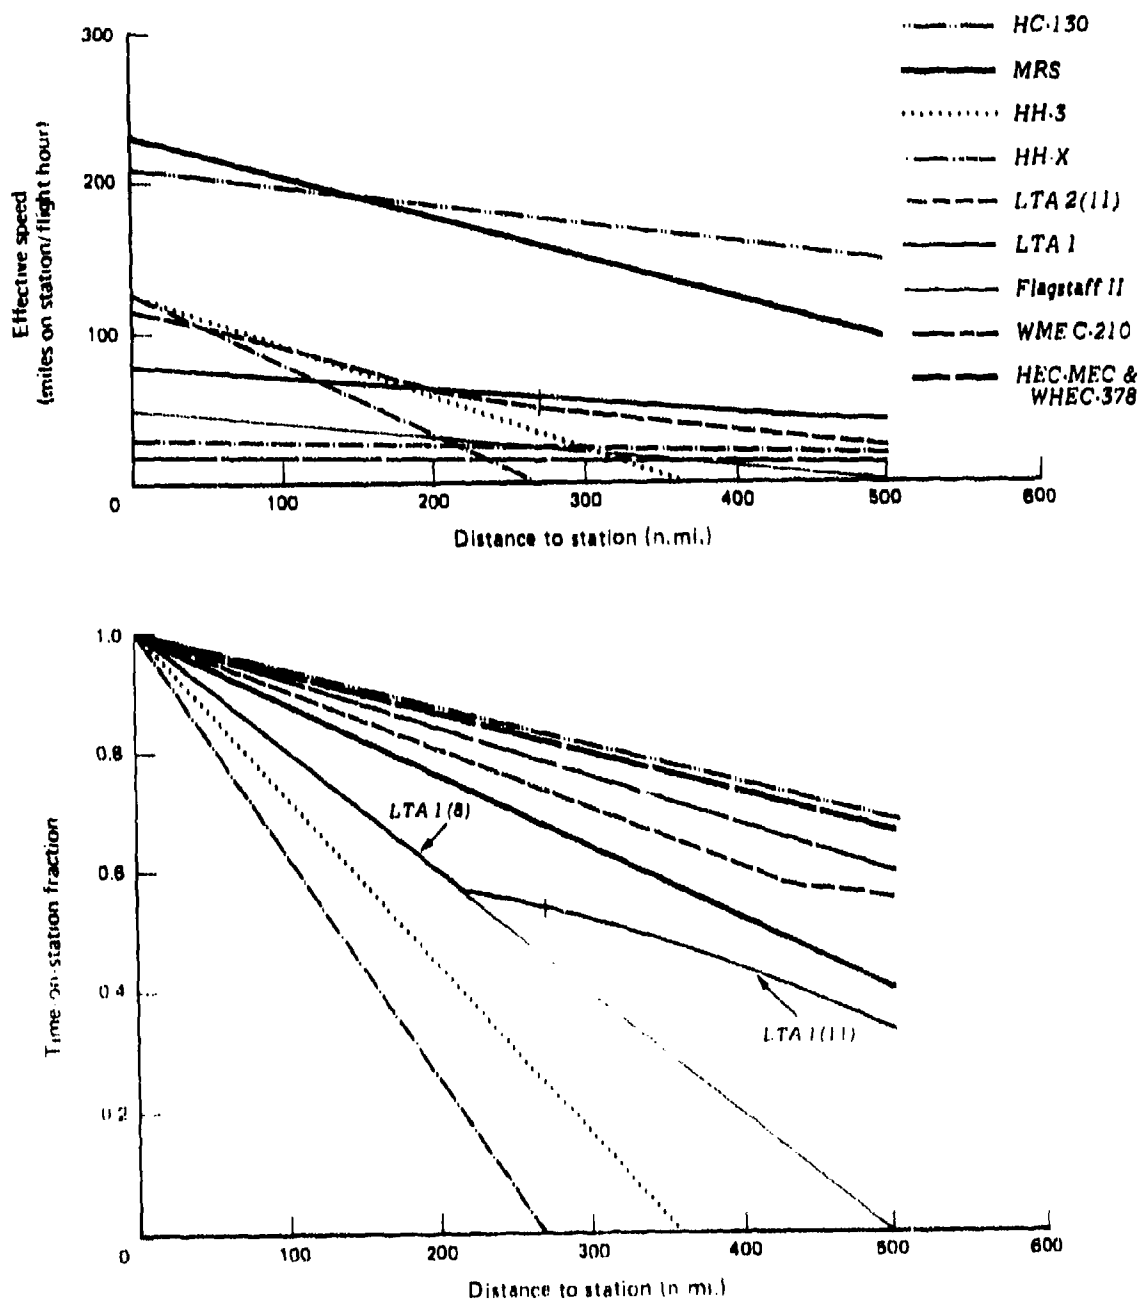 300
200
100
Effective speed
(miles on station/flight hour)
0
100
200
300
400
500
600
Distance to station (n.mi.)
HC-130
MRS
HH-3
HH-X
LTA 2(11)
LTA 1
Flagstaff II
WMEC-210
HEC-MEC &
WHEC-378
1.0
0.8
0.6
0.4
0.2
Time-on-station fraction
LTA 1(8)
LTA 1(11)
0
100
200
300
400
500
600
Distance to station (n mi.)